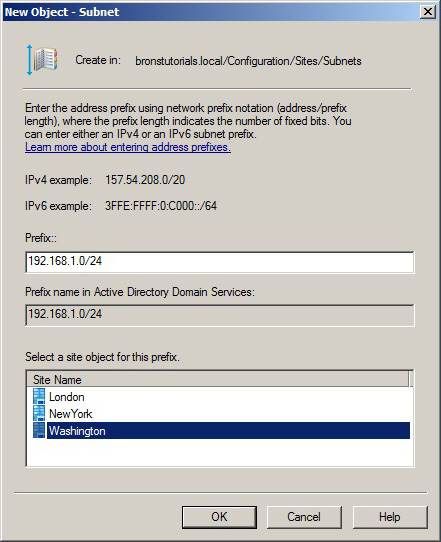 New Object - Subnet
Create in: bronstutorials.local/Configuration/Sites/Subnets
Enter the address prefix using network prefix notation (address/prefix
length), where the prefix length indicates the number of fixed bits. You
can enter either an IPv4 or an IPv6 subnet prefix.
Learn more about entering address prefixes.
IPv4 example: 157.54.208.0/20
IPv6 example: 3FFE:FFFF:0:C000::/64
Prefix::
192.168.1.0/24
Prefix name in Active Directory Domain Services:
192.168.1.0/24
Select a site object for this prefix.
Site Name
London
NewYork
Washington
OK Cancel Help